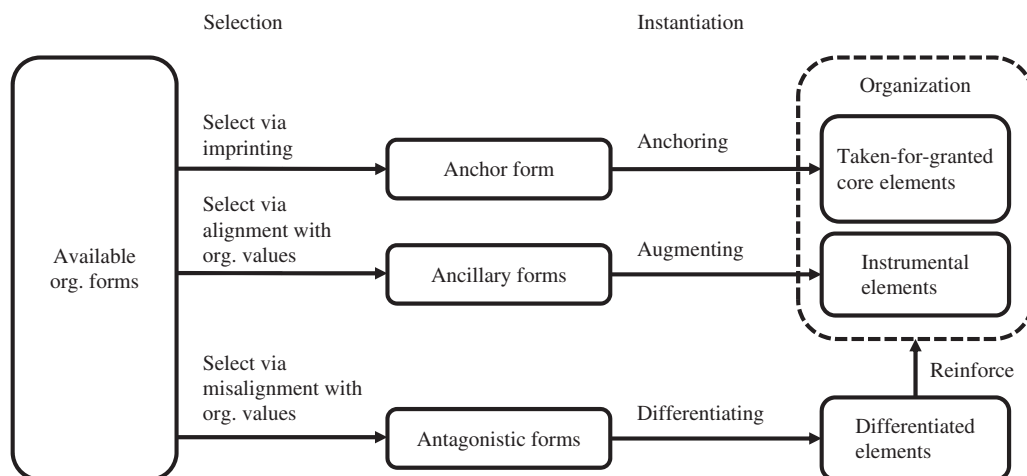 Selection
Instantiation
Organization
Available
org. forms
Select via
imprinting
Anchor form
Anchoring
Taken-for-granted
core elements
Select via
alignment with
org. values
Ancillary forms
Augmenting
Instrumental
elements
Select via
misalignment with
org. values
Antagonistic forms
Differentiating
Differentiated
elements
Reinforce